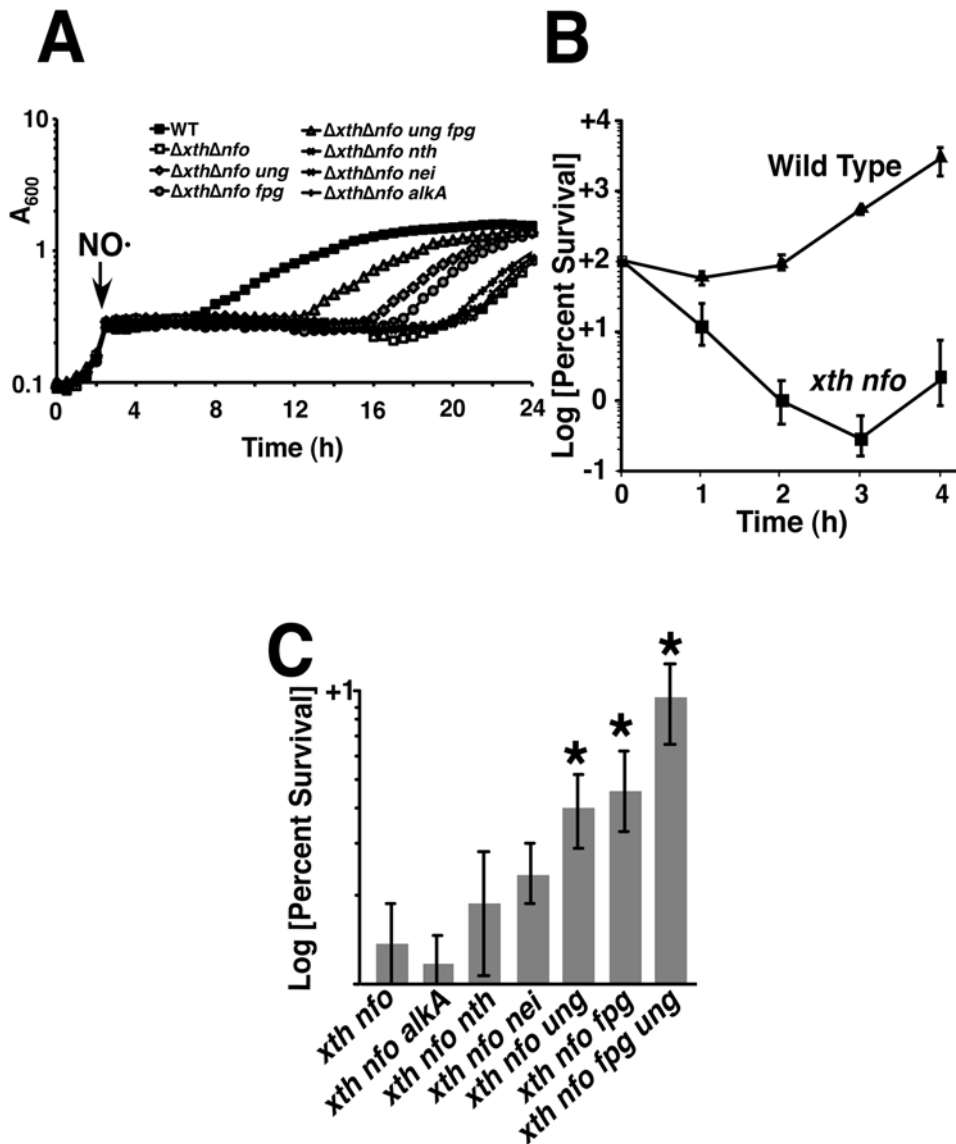 A
10
1
0.1
A600
NO·
WT
ΔxthΔnfo
ΔxthΔnfo ung
ΔxthΔnfo fpg
ΔxthΔnfo ung fpg
ΔxthΔnfo nth
ΔxthΔnfo nei
ΔxthΔnfo alkA
0 4 8 12 16 20 24
Time (h)
B
Log [Percent Survival]
+4
+3
+2
+1
0
-1
Wild Type
xth nfo
0 1 2 3 4
Time (h)
C
Log [Percent Survival]
+1
* * *
xth nfo
xth nfo alkA
xth nfo nth
xth nfo nei
xth nfo ung
xth nfo fpg
xth nfo fpg ung